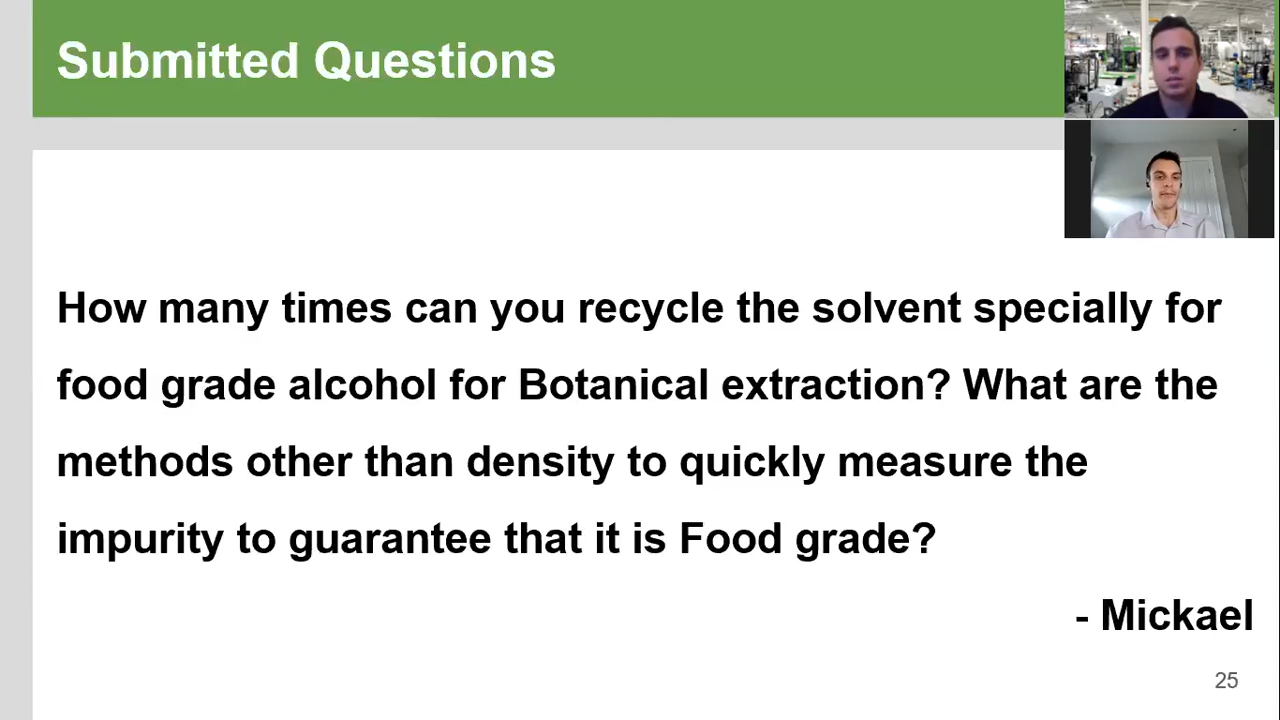 Submitted Questions
How many times can you recycle the solvent specially for
food grade alcohol for Botanical extraction? What are the
methods other than density to quickly measure the
impurity to guarantee that it is Food grade?
- Mickael
25